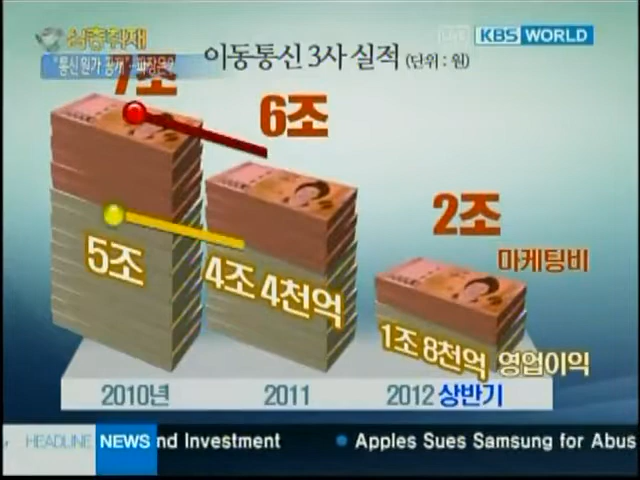 심층취재
LIVE KBS WORLD
"통신원가 공개"…파장은?
이동통신 3사 실적 (단위 : 원)
7조
6조
2조
마케팅비
5조
4조 4천억
1조 8천억 영업이익
2010년 2011 2012 상반기
HEADLINE NEWS nd Investment • Apples Sues Samsung for Abus